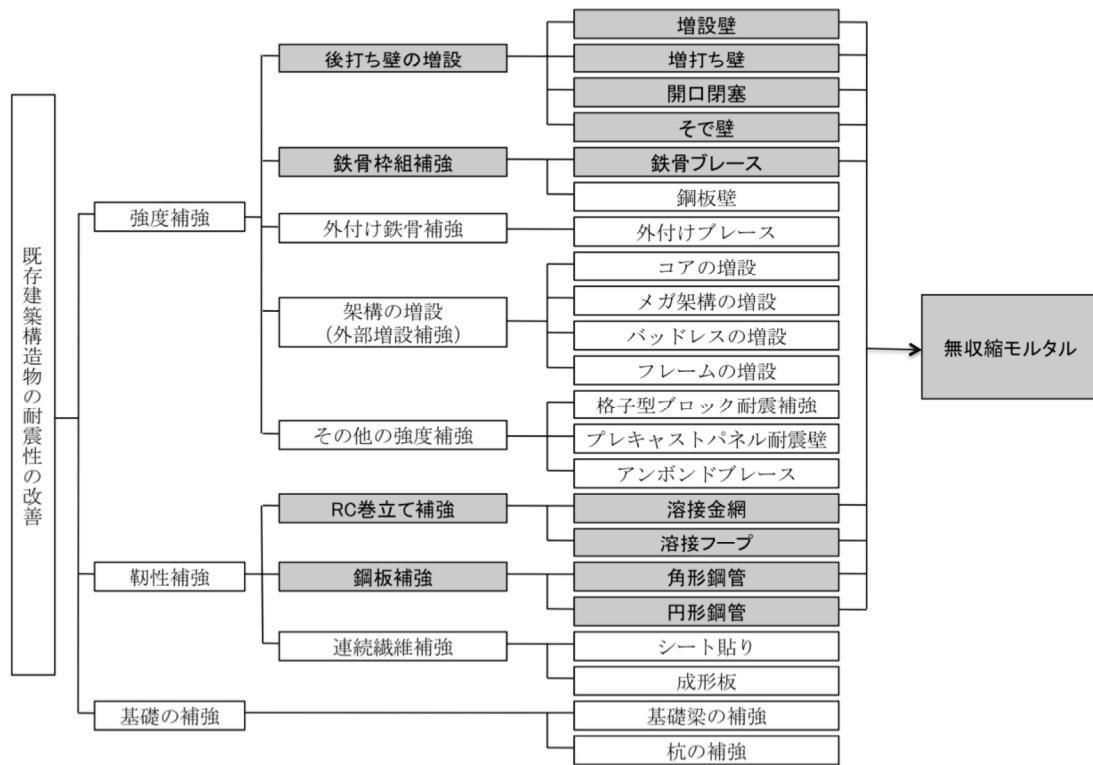 既存建築構造物の耐震性の改善
強度補強
後打ち壁の増設
増設壁
増打ち壁
開口閉塞
そで壁
鉄骨枠組補強
鉄骨ブレース
鋼板壁
外付け鉄骨補強
外付けブレース
架構の増設
(外部増設補強)
コアの増設
メガ架構の増設
バッドレスの増設
フレームの増設
その他の強度補強
格子型ブロック耐震補強
プレキャストパネル耐震壁
アンボンドブレース
靭性補強
RC巻立て補強
溶接金網
溶接フープ
鋼板補強
角形鋼管
円形鋼管
連続繊維補強
シート貼り
成形板
基礎の補強
基礎梁の補強
杭の補強
無収縮モルタル